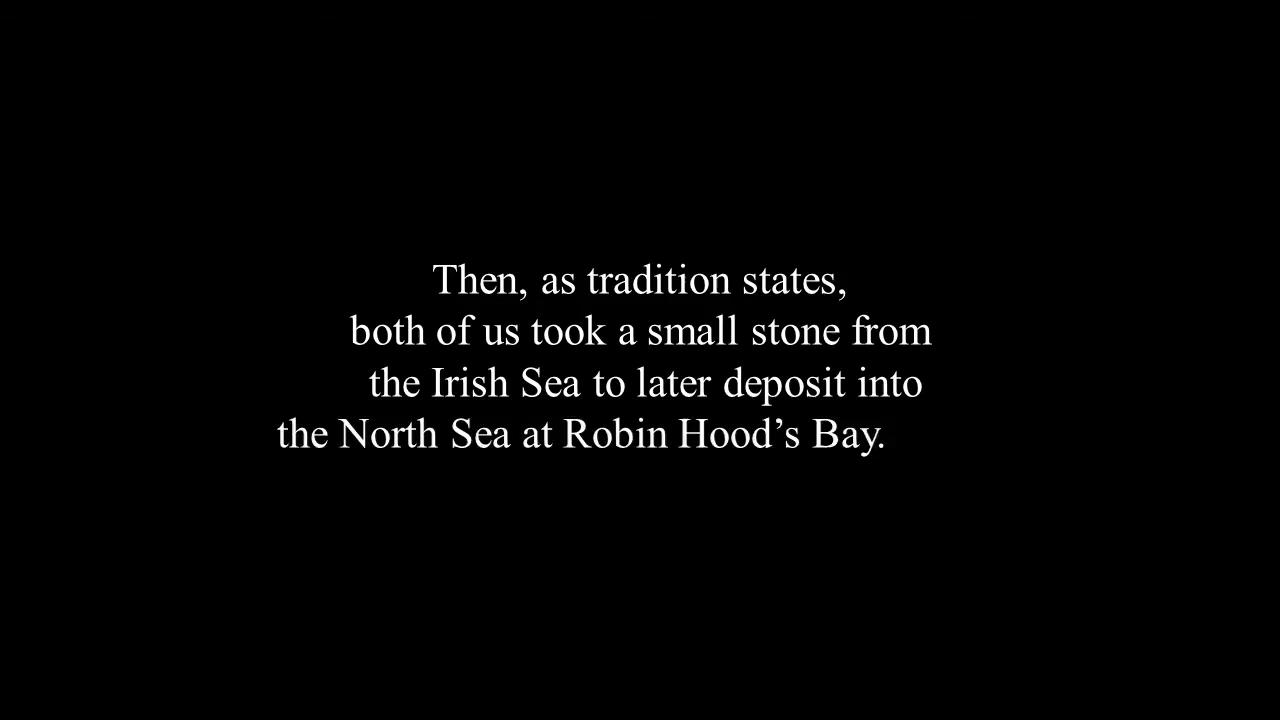 Then, as tradition states,
both of us took a small stone from
the Irish Sea to later deposit into
the North Sea at Robin Hood’s Bay.